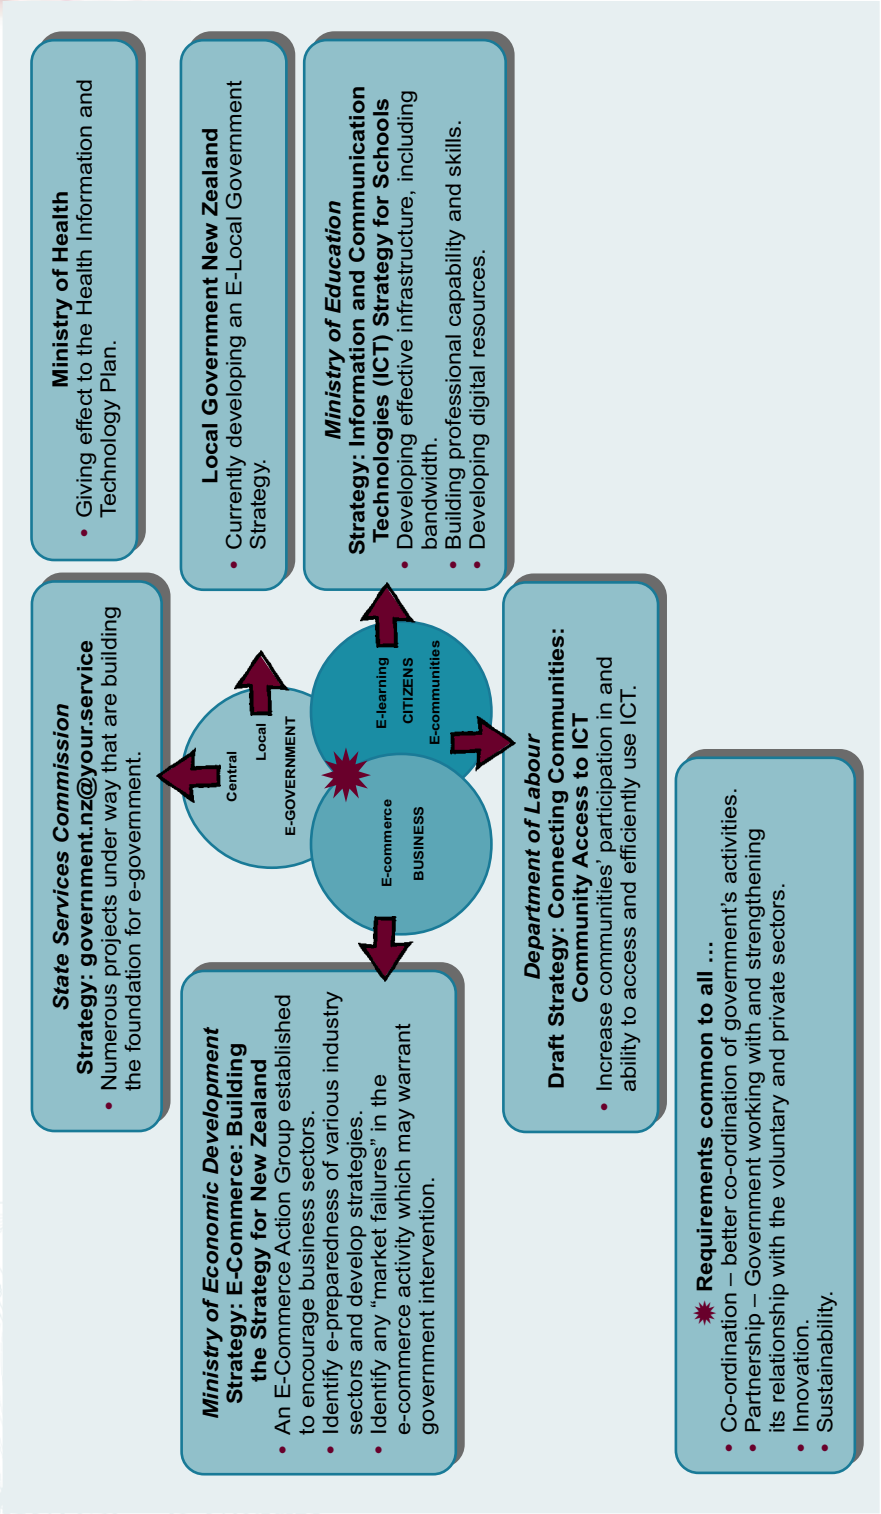 State Services Commission
Strategy: government.nz@your.service
• Numerous projects under way that are building
the foundation for e-government.
Ministry of Health
• Giving effect to the Health Information and
Technology Plan.
Ministry of Economic Development
Strategy: E-Commerce: Building
the Strategy for New Zealand
• An E-Commerce Action Group established
to encourage business sectors.
• Identify e-preparedness of various industry
sectors and develop strategies.
• Identify any “market failures” in the
e-commerce activity which may warrant
government intervention.
Central
Local
E-GOVERNMENT
E-commerce
BUSINESS
E-learning
CITIZENS
E-communities
Local Government New Zealand
• Currently developing an E-Local Government
Strategy.
Ministry of Education
Strategy: Information and Communication
Technologies (ICT) Strategy for Schools
• Developing effective infrastructure, including
bandwidth.
• Building professional capability and skills.
• Developing digital resources.
Department of Labour
Draft Strategy: Connecting Communities:
Community Access to ICT
• Increase communities’ participation in and
ability to access and efficiently use ICT.
Requirements common to all …
• Co-ordination – better co-ordination of government’s activities.
• Partnership – Government working with and strengthening
its relationship with the voluntary and private sectors.
• Innovation.
• Sustainability.